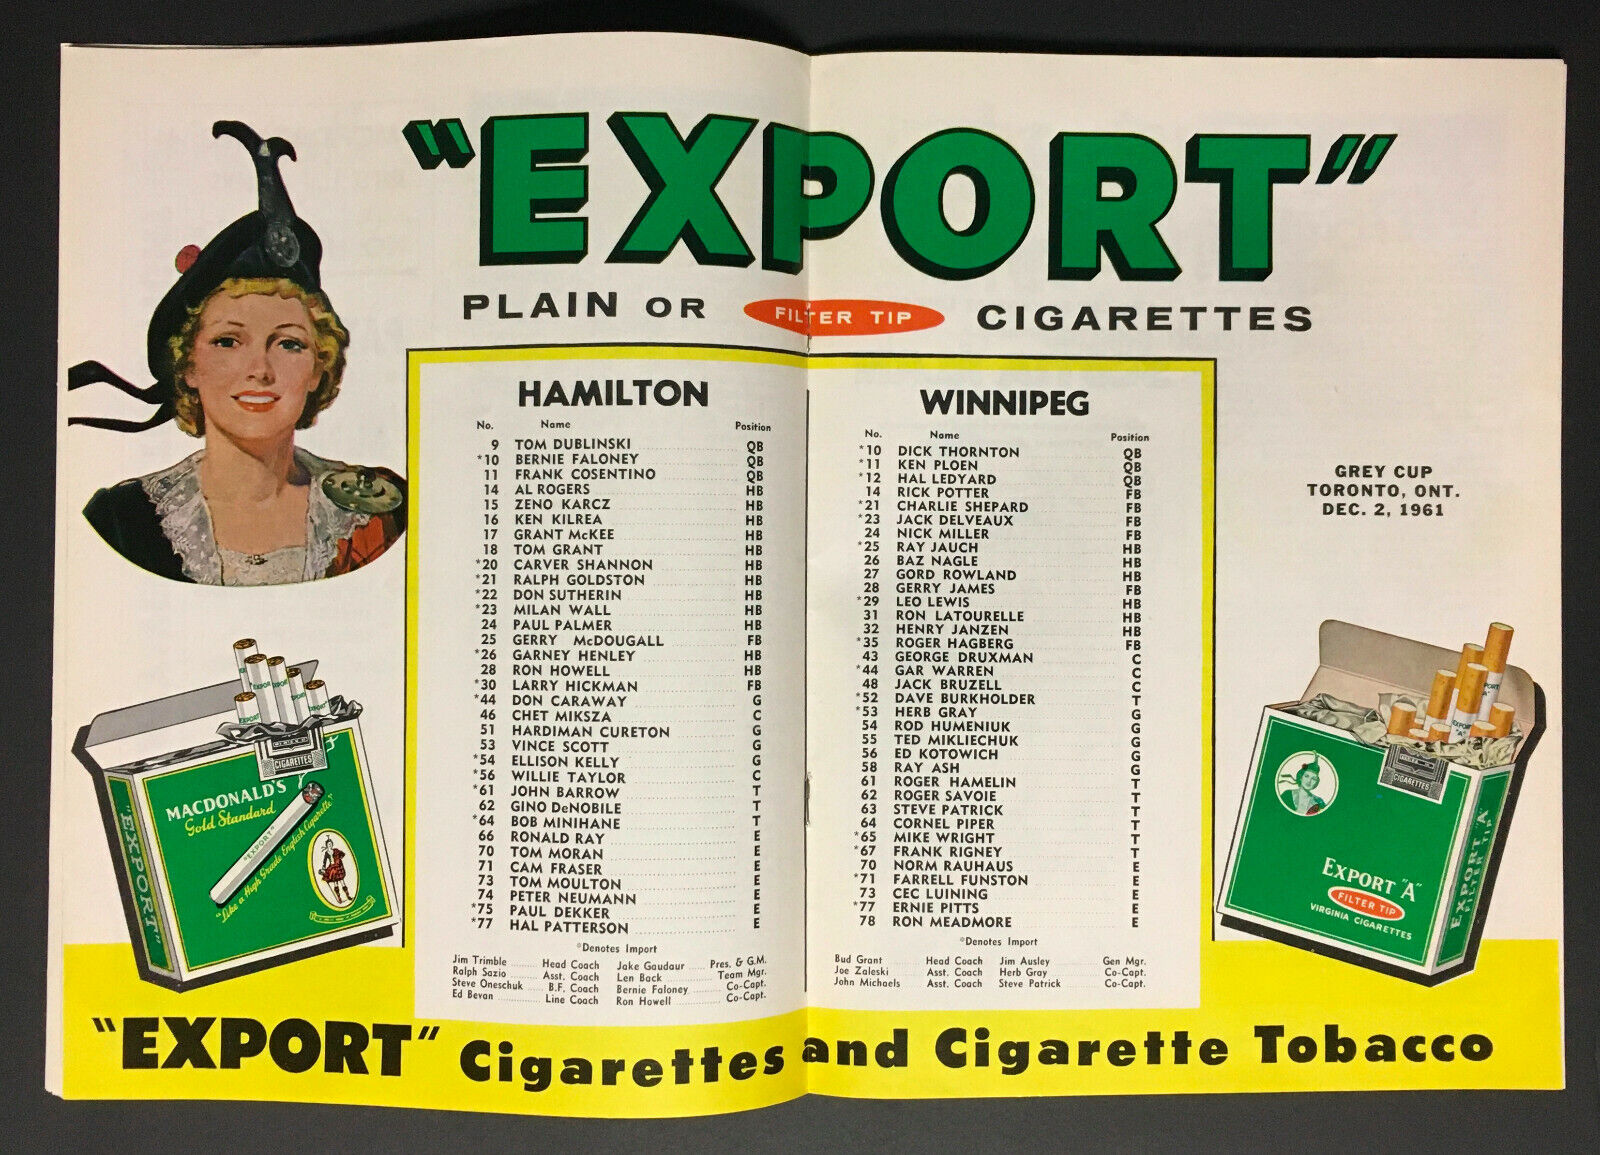 "EXPORT"
PLAIN OR FILTER TIP CIGARETTES
HAMILTON
No. Name Position
9 TOM DUBLINSKI QB
*10 BERNIE FALONEY QB
11 FRANK COSENTINO QB
14 AL ROGERS HB
15 ZENO KARCZ HB
16 KEN KILREA HB
17 GRANT McKEE HB
18 TOM GRANT HB
*20 CARVER SHANNON HB
*21 RALPH GOLDSTON HB
*22 DON SUTHERIN HB
*23 MILAN WALL HB
24 PAUL PALMER HB
25 GERRY McDOUGALL FB
*26 GARNEY HENLEY HB
28 RON HOWELL HB
*30 LARRY HICKMAN FB
*44 DON CARAWAY G
46 CHET MIKSZA C
51 HARDIMAN CURETON G
53 VINCE SCOTT G
*54 ELLISON KELLY G
*56 WILLIE TAYLOR C
*61 JOHN BARROW T
62 GINO DeNOBILE T
*64 BOB MINIHANE T
66 RONALD RAY E
70 TOM MORAN E
71 CAM FRASER E
73 TOM MOULTON E
74 PETER NEUMANN E
*75 PAUL DEKKER E
*77 HAL PATTERSON E
*Denotes Import
Jim Trimble Head Coach Jake Gaudaur Pres. & G.M.
Ralph Sazio Asst. Coach Len Back Team Mgr.
Steve Oneschuk B.F. Coach Bernie Faloney Co-Capt.
Ed Bevan Line Coach Ron Howell Co-Capt.
WINNIPEG
No. Name Position
*10 DICK THORNTON QB
*11 KEN PLOEN QB
*12 HAL LEDYARD QB
14 RICK POTTER FB
*21 CHARLIE SHEPARD FB
*23 JACK DELVEAUX FB
24 NICK MILLER FB
*25 RAY JAUCH HB
26 BAZ NAGLE HB
27 GORD ROWLAND HB
28 GERRY JAMES FB
*29 LEO LEWIS HB
31 RON LATOURELLE HB
32 HENRY JANZEN HB
*35 ROGER HAGBERG FB
43 GEORGE DRUXMAN C
*44 GAR WARREN C
48 JACK BRUZELL C
*52 DAVE BURKHOLDER T
*53 HERB GRAY G
54 ROD HUMENIUK G
55 TED MIKLIECHUK G
56 ED KOTOWICH G
58 RAY ASH G
61 ROGER HAMELIN T
62 ROGER SAVOIE T
63 STEVE PATRICK T
64 CORNEL PIPER T
*65 MIKE WRIGHT T
*67 FRANK RIGNEY T
70 NORM RAUHAUS E
*71 FARRELL FUNSTON E
73 CEC LUINING E
*77 ERNIE PITTS E
78 RON MEADMORE E
*Denotes Import
Bud Grant Head Coach Jim Ausley Gen Mgr.
Joe Zaleski Asst. Coach Herb Gray Co-Capt.
John Michaels Asst. Coach Steve Patrick Co-Capt.
GREY CUP
TORONTO, ONT.
DEC. 2, 1961
CIGARETTES
MACDONALD'S
Gold Standard
"EXPORT"
"Like a High Grade English Cigarette"
"EXPORT"
CIGARETTES
EXPORT "A"
FILTER TIP
VIRGINIA CIGARETTES
EXPORT "A"
FILTER TIP
"EXPORT" Cigarettes and Cigarette Tobacco